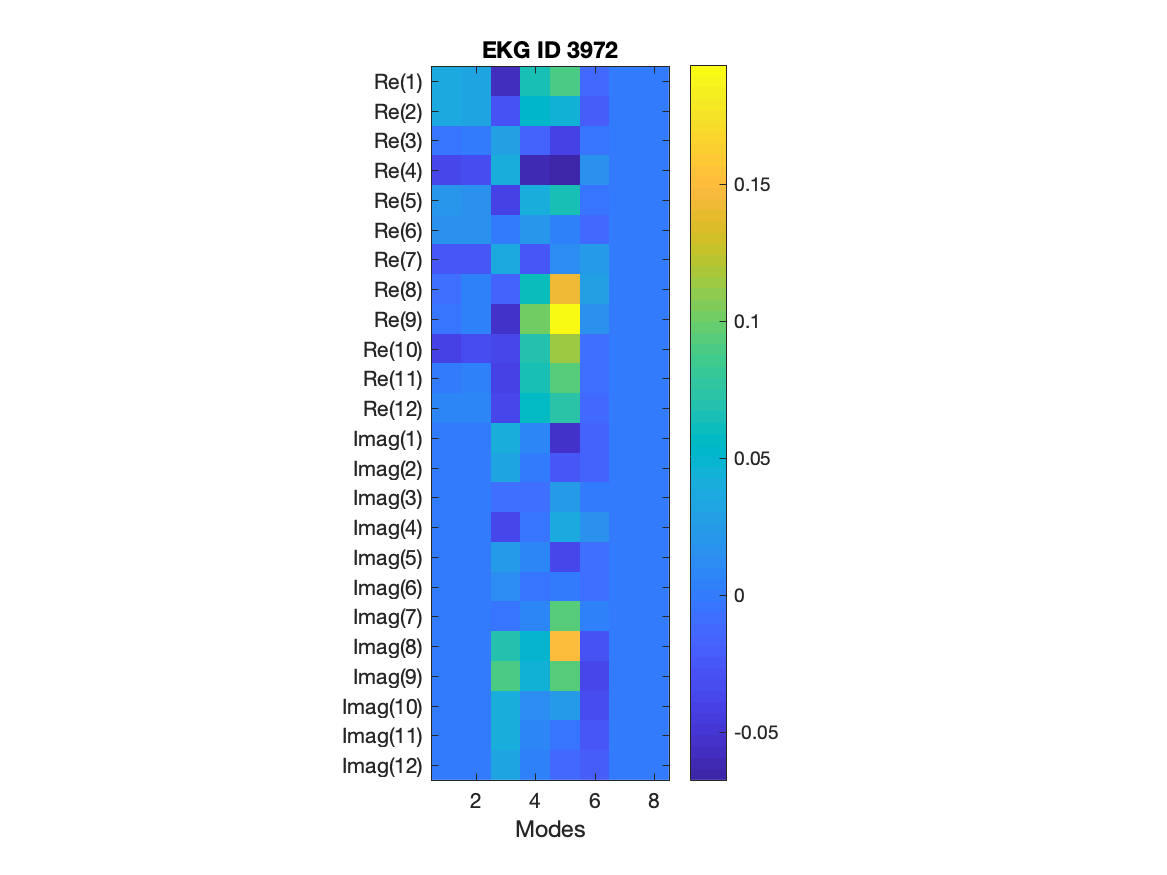 EKG ID 3972
Re(1)
Re(2)
Re(3)
Re(4)
Re(5)
Re(6)
Re(7)
Re(8)
Re(9)
Re(10)
Re(11)
Re(12)
Imag(1)
Imag(2)
Imag(3)
Imag(4)
Imag(5)
Imag(6)
Imag(7)
Imag(8)
Imag(9)
Imag(10)
Imag(11)
Imag(12)
2 4 6 8
Modes
0.15
0.1
0.05
0
-0.05